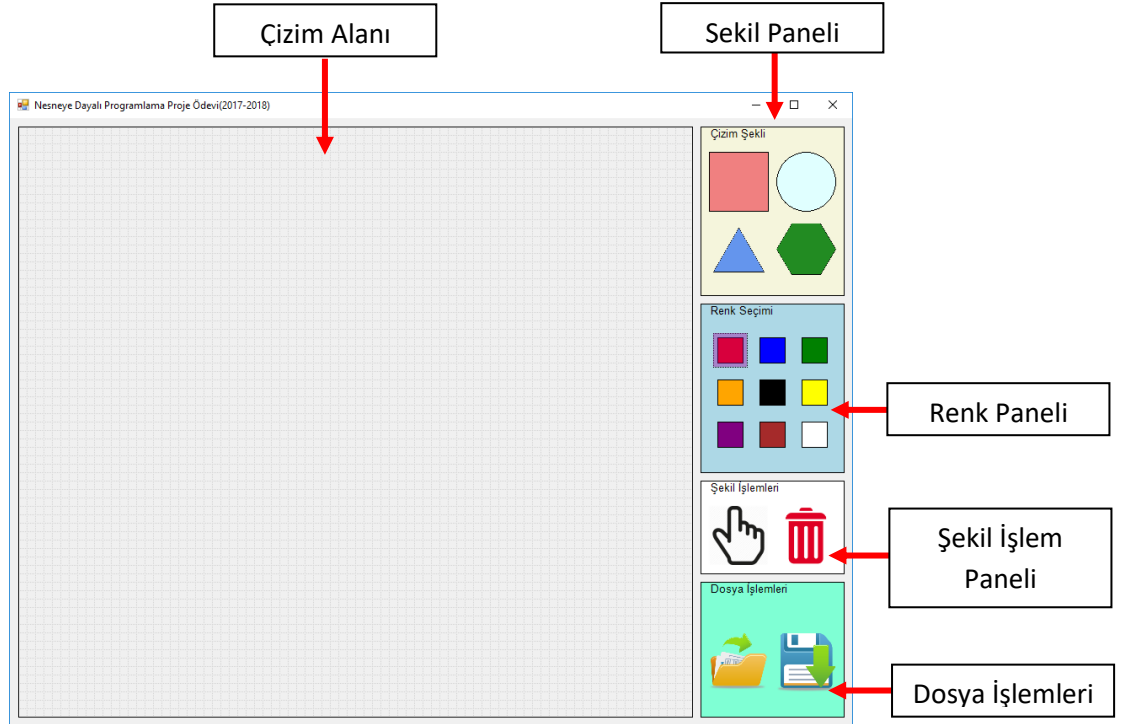 Çizim Alanı
Sekil Paneli
Nesneye Dayalı Programlama Proje Ödevi(2017-2018)
Çizim Şekli
Renk Seçimi
Renk Paneli
Şekil İşlemleri
Şekil İşlem
Paneli
Dosya İşlemleri
Dosya İşlemleri